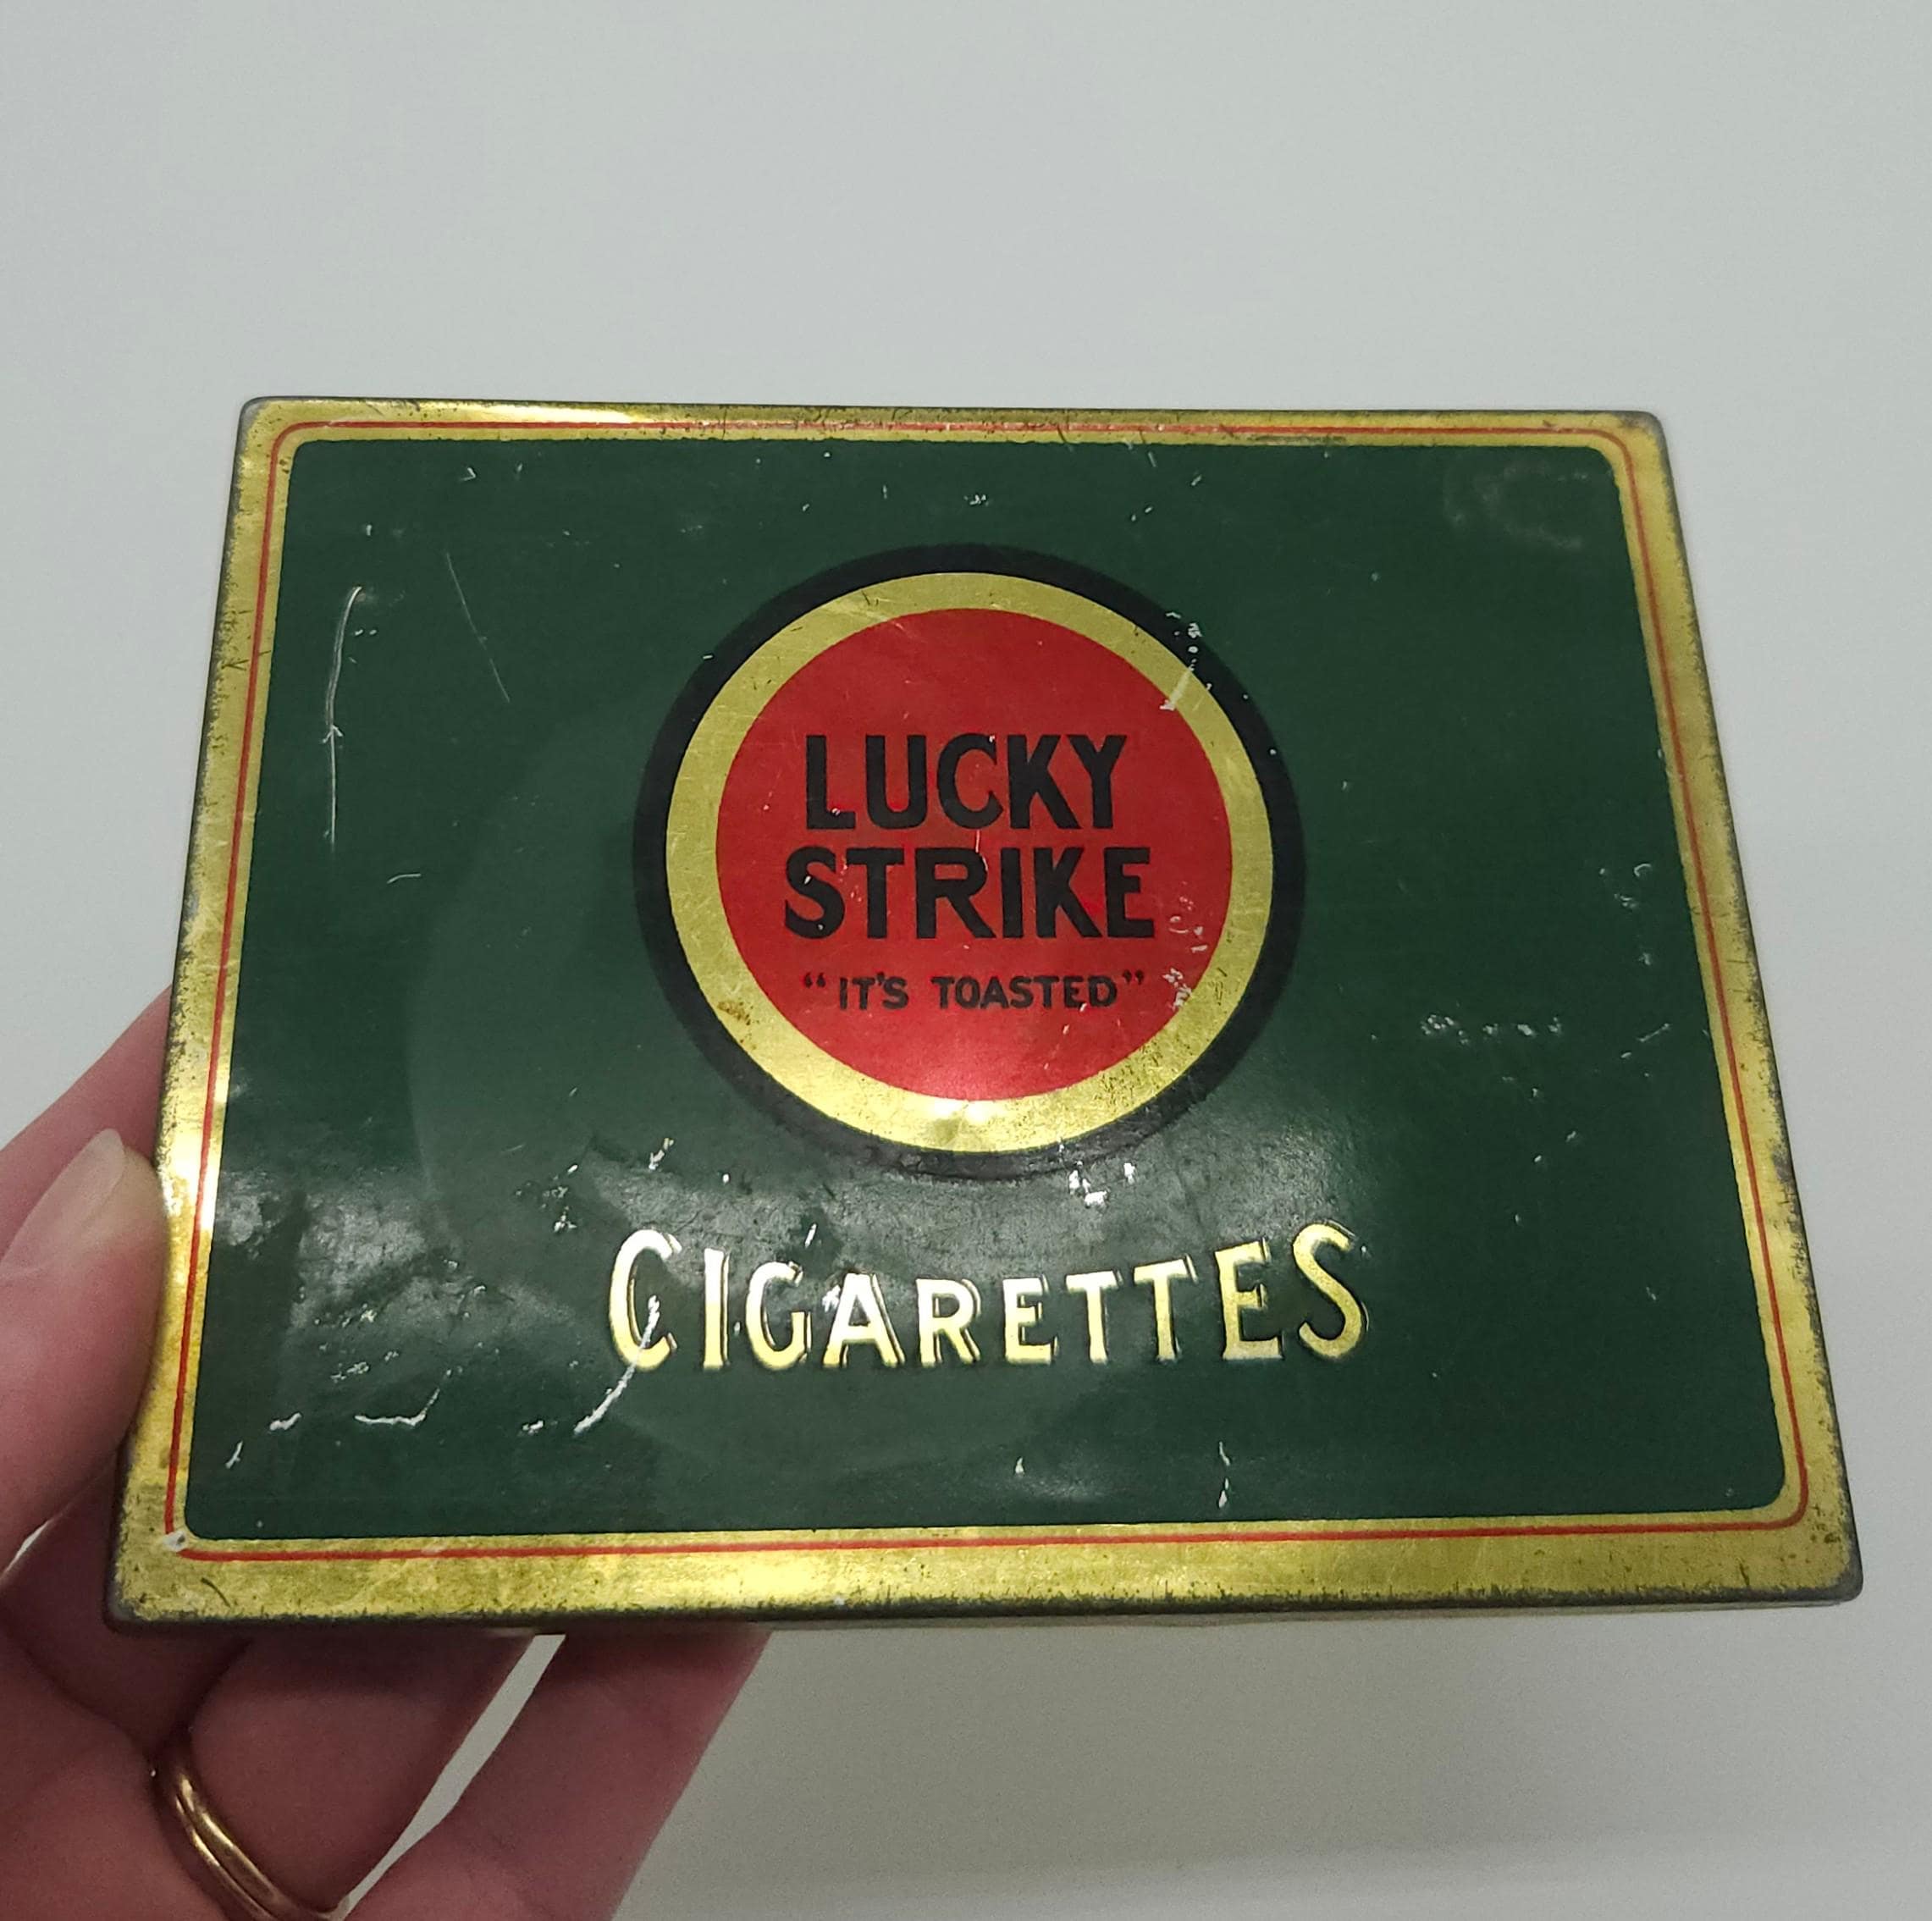 LUCKY
STRIKE
“IT'S TOASTED”
CIGARETTES